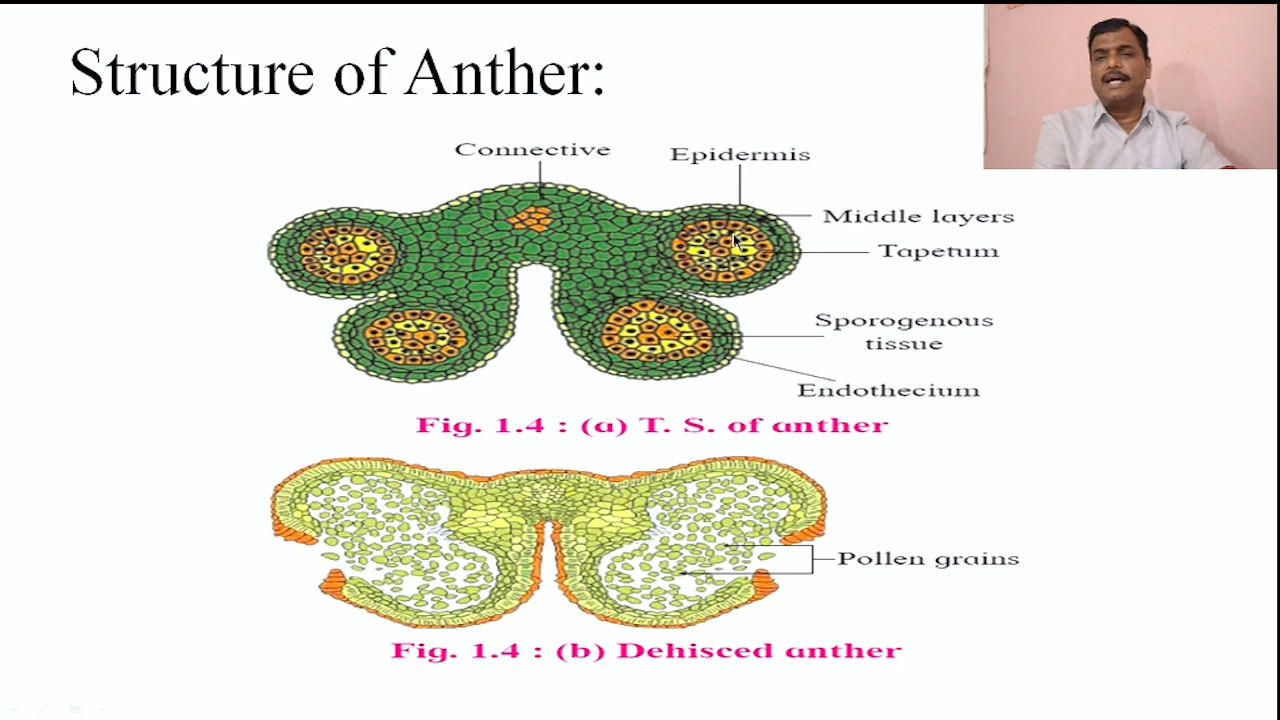 Structure of Anther:
Connective
Epidermis
Middle layers
Tapetum
Sporogenous
tissue
Endothecium
Fig. 1.4 : (a) T. S. of anther
Pollen grains
Fig. 1.4 : (b) Dehisced anther